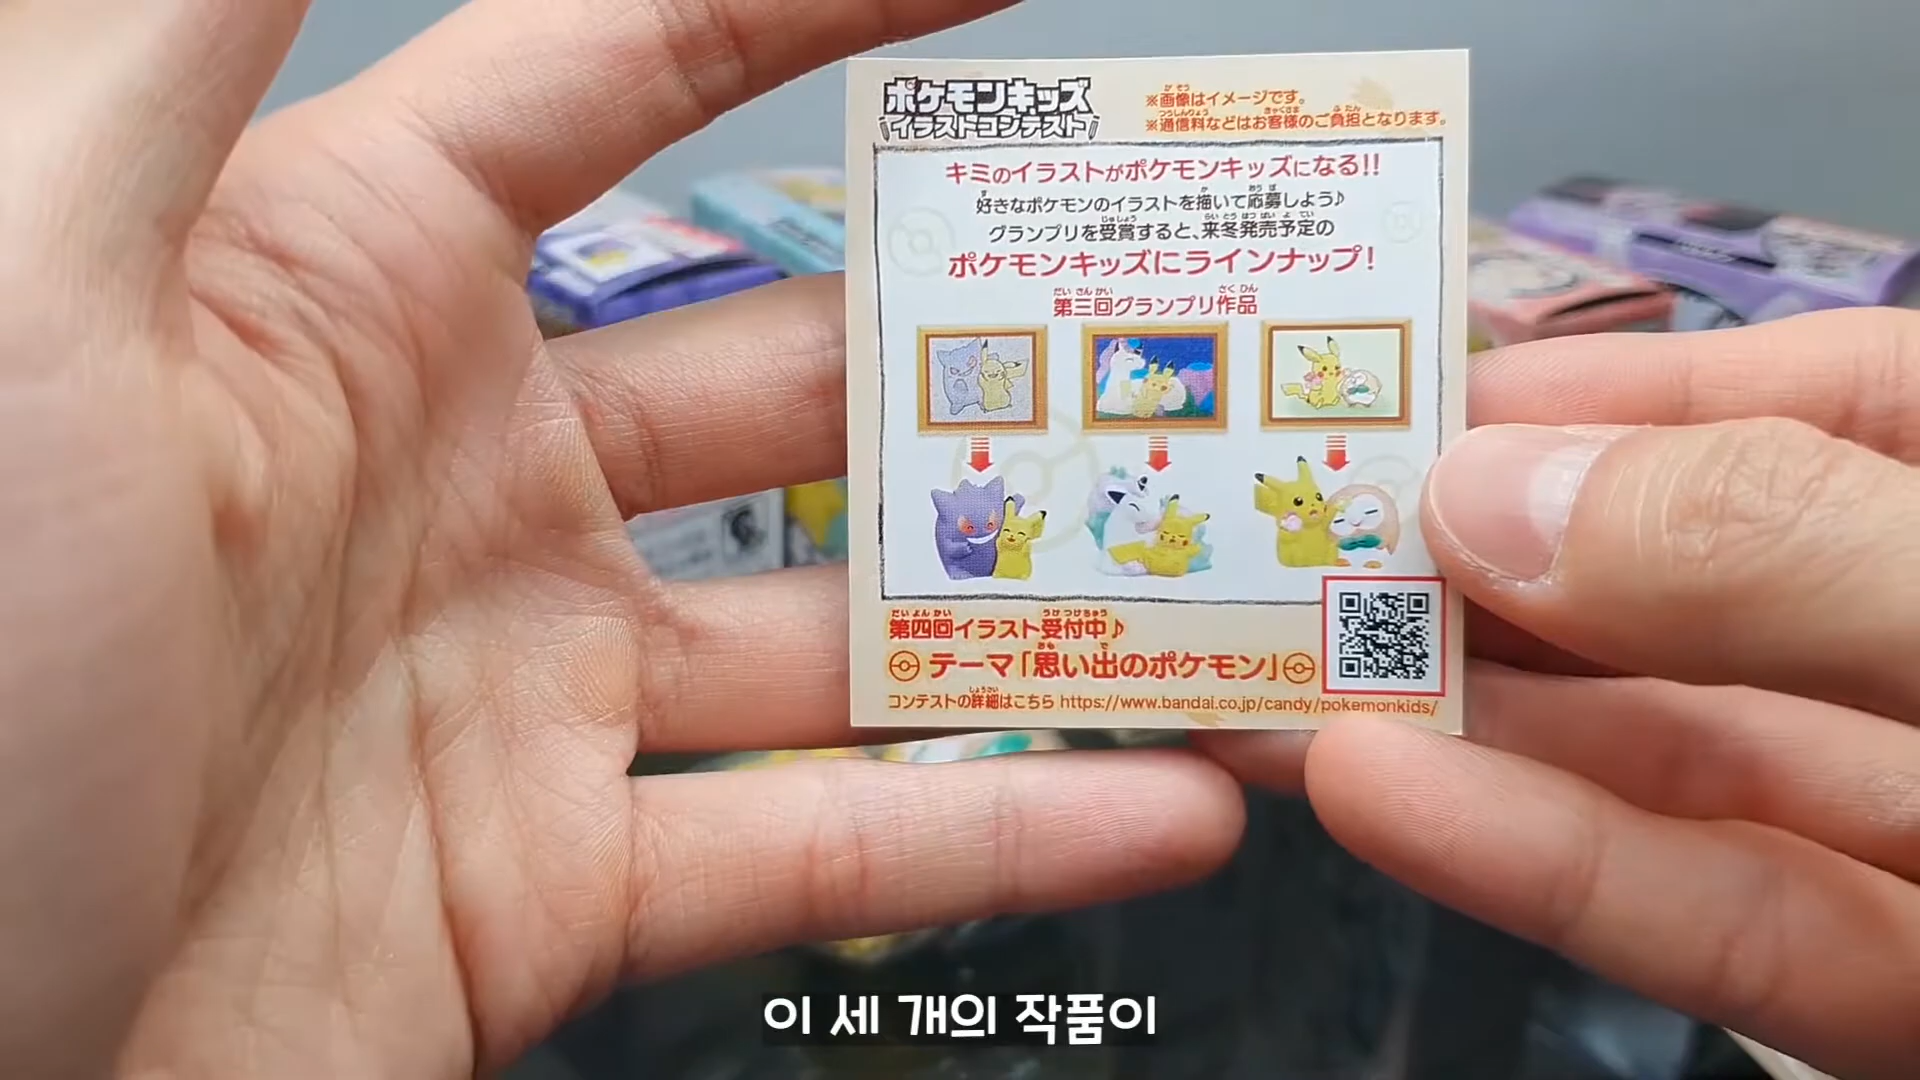 ポケモンキッズ
イラストコンテスト
※画像はイメージです。
※通信料などはお客様のご負担となります。
キミのイラストがポケモンキッズになる!!
好きなポケモンのイラストを描いて応募しよう♪
グランプリを受賞すると、来冬発売予定の
ポケモンキッズにラインナップ!
第三回グランプリ作品
第四回イラスト受付中♪
テーマ「思い出のポケモン」
コンテストの詳細はこちら https://www.bandai.co.jp/candy/pokemonkids/
이 세 개의 작품이